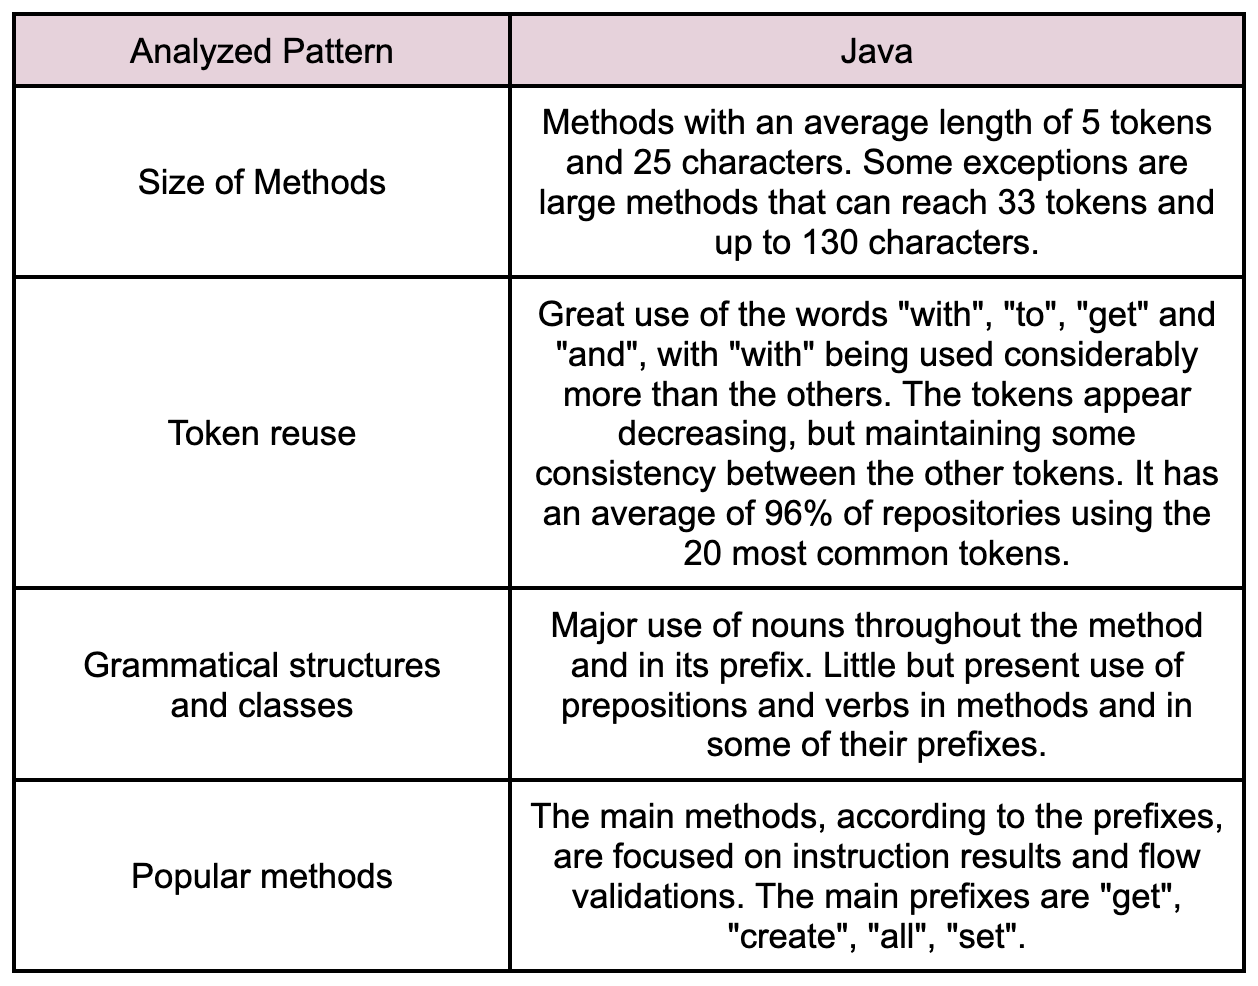 Analyzed Pattern
Java
Size of Methods
Methods with an average length of 5 tokens
and 25 characters. Some exceptions are
large methods that can reach 33 tokens and
up to 130 characters.
Token reuse
Great use of the words "with", "to", "get" and
"and", with "with" being used considerably
more than the others. The tokens appear
decreasing, but maintaining some
consistency between the other tokens. It has
an average of 96% of repositories using the
20 most common tokens.
Grammatical structures
and classes
Major use of nouns throughout the method
and in its prefix. Little but present use of
prepositions and verbs in methods and in
some of their prefixes.
Popular methods
The main methods, according to the prefixes,
are focused on instruction results and flow
validations. The main prefixes are "get",
"create", "all", "set".